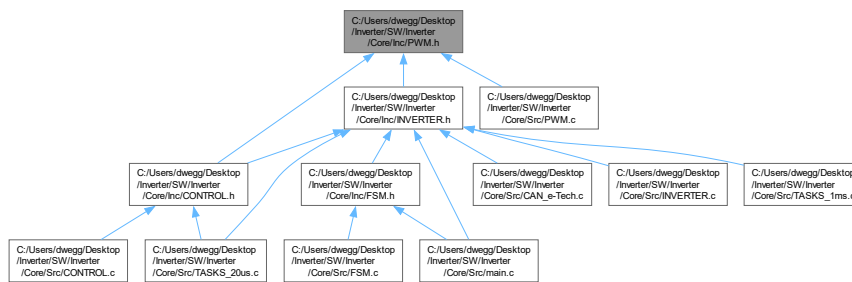 C:/Users/dwegg/Desktop
/Inverter/SW/Inverter
/Core/Inc/PWM.h
C:/Users/dwegg/Desktop
/Inverter/SW/Inverter
/Core/Inc/INVERTER.h
C:/Users/dwegg/Desktop
/Inverter/SW/Inverter
/Core/Src/PWM.c
C:/Users/dwegg/Desktop
/Inverter/SW/Inverter
/Core/Inc/CONTROL.h
C:/Users/dwegg/Desktop
/Inverter/SW/Inverter
/Core/Inc/FSM.h
C:/Users/dwegg/Desktop
/Inverter/SW/Inverter
/Core/Src/CAN_e-Tech.c
C:/Users/dwegg/Desktop
/Inverter/SW/Inverter
/Core/Src/INVERTER.c
C:/Users/dwegg/Desktop
/Inverter/SW/Inverter
/Core/Src/TASKS_1ms.c
C:/Users/dwegg/Desktop
/Inverter/SW/Inverter
/Core/Src/CONTROL.c
C:/Users/dwegg/Desktop
/Inverter/SW/Inverter
/Core/Src/TASKS_20us.c
C:/Users/dwegg/Desktop
/Inverter/SW/Inverter
/Core/Src/FSM.c
C:/Users/dwegg/Desktop
/Inverter/SW/Inverter
/Core/Src/main.c